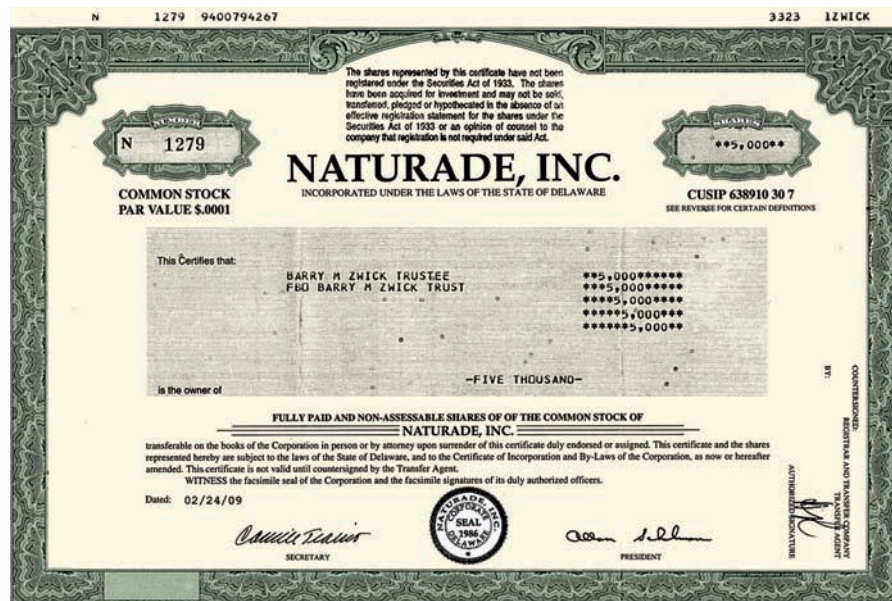 N 1279 9400794267 3323 1ZWICK
The shares represented by this certificate have not been
registered under the Securities Act of 1933. The shares
have been acquired for investment and may not be sold,
transferred, pledged or hypothecated in the absence of an
effective registration statement for the shares under the
Securities Act of 1933 or an opinion of counsel to the
company that registration is not required under said Act.
NUMBER
N 1279
SHARES
**5,000**
NATURADE, INC.
INCORPORATED UNDER THE LAWS OF THE STATE OF DELAWARE
COMMON STOCK
PAR VALUE $.0001
CUSIP 638910 30 7
SEE REVERSE FOR CERTAIN DEFINITIONS
This Certifies that:
BARRY M ZWICK TRUSTEE **5,000******
FBO BARRY M ZWICK TRUST ***5,000*****
****5,000****
*****5,000***
******5,000**
-FIVE THOUSAND-
is the owner of
FULLY PAID AND NON-ASSESSABLE SHARES OF OF THE COMMON STOCK OF
NATURADE, INC.
transferable on the books of the Corporation in person or by attorney upon surrender of this certificate duly endorsed or assigned. This certificate and the shares
represented hereby are subject to the laws of the State of Delaware, and to the Certificate of Incorporation and By-Laws of the Corporation, as now or hereafter
amended. This certificate is not valid until countersigned by the Transfer Agent.
WITNESS the facsimile seal of the Corporation and the facsimile signatures of its duly authorized officers.
Dated: 02/24/09
SECRETARY
NATURADE, INC.
CORPORATE
SEAL
1986
DELAWARE
PRESIDENT
COUNTERSIGNED:
REGISTRAR AND TRANSFER COMPANY
TRANSFER AGENT
BY:
AUTHORIZED SIGNATURE